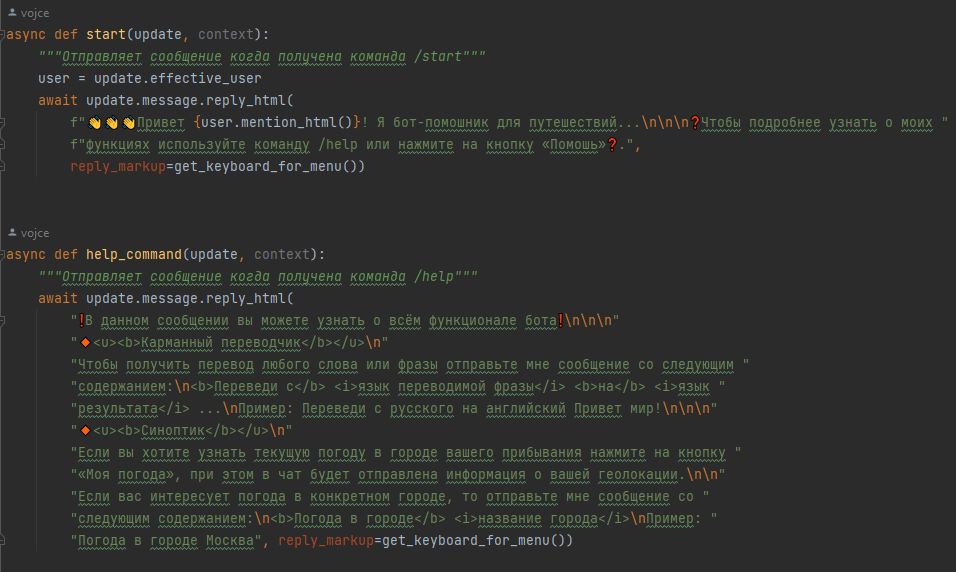 vojce
async def start(update, context):
"""Отправляет сообщение когда получена команда /start"""
user = update.effective_user
await update.message.reply_html(
f"👋👋👋Привет {user.mention_html()}! Я бот-помошник для путешествий...\n\n\n❓Чтобы подробнее узнать о моих "
f"функциях используйте команду /help или нажмите на кнопку «Помошь»❓.",
reply_markup=get_keyboard_for_menu())
vojce
async def help_command(update, context):
"""Отправляет сообщение когда получена команда /help"""
await update.message.reply_html(
"❗В данном сообщении вы можете узнать о всём функционале бота❗\n\n\n"
"🔸<u><b>Карманный переводчик</b></u>\n"
"Чтобы получить перевод любого слова или фразы отправьте мне сообщение со следующим "
"содержанием:\n<b>Переведи с</b> <i>язык переводимой фразы</i> <b>на</b> <i>язык "
"результата</i> ...\nПример: Переведи с русского на английский Привет мир!\n\n\n"
"🔸<u><b>Синоптик</b></u>\n"
"Если вы хотите узнать текущую погоду в городе вашего прибывания нажмите на кнопку "
"«Моя погода», при этом в чат будет отправлена информация о вашей геолокации.\n\n"
"Если вас интересует погода в конкретном городе, то отправьте мне сообщение со "
"следующим содержанием:\n<b>Погода в городе</b> <i>название города</i>\nПример: "
"Погода в городе Москва", reply_markup=get_keyboard_for_menu())